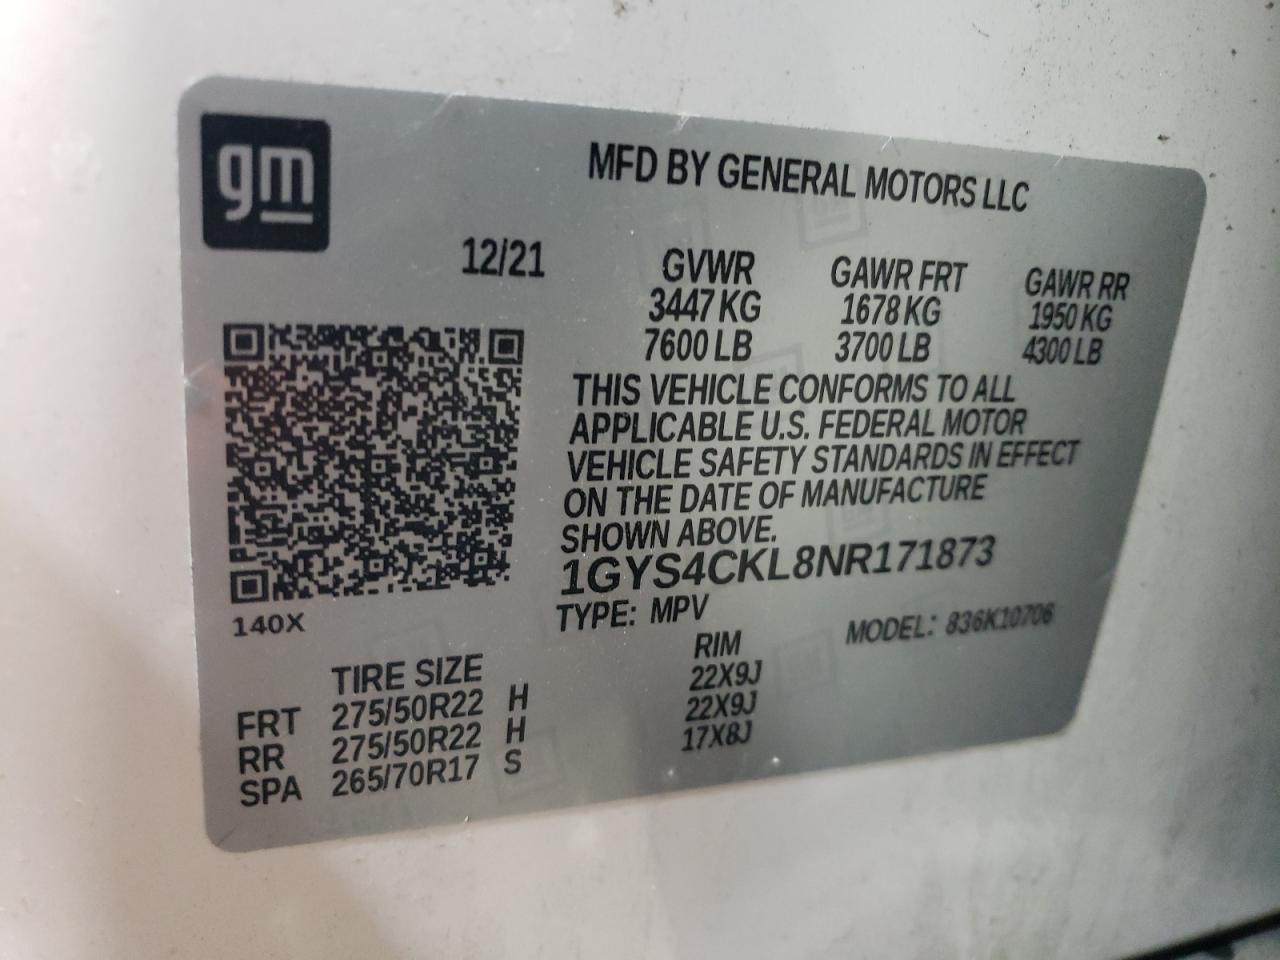 gm
MFD BY GENERAL MOTORS LLC
12/21 GVWR GAWR FRT GAWR RR
3447 KG 1678 KG 1950 KG
7600 LB 3700 LB 4300 LB
THIS VEHICLE CONFORMS TO ALL
APPLICABLE U.S. FEDERAL MOTOR
VEHICLE SAFETY STANDARDS IN EFFECT
ON THE DATE OF MANUFACTURE
SHOWN ABOVE.
1GYS4CKL8NR171873
140X
TYPE: MPV MODEL: 836K10706
TIRE SIZE RIM
FRT 275/50R22 H 22X9J
RR 275/50R22 H 22X9J
SPA 265/70R17 S 17X8J